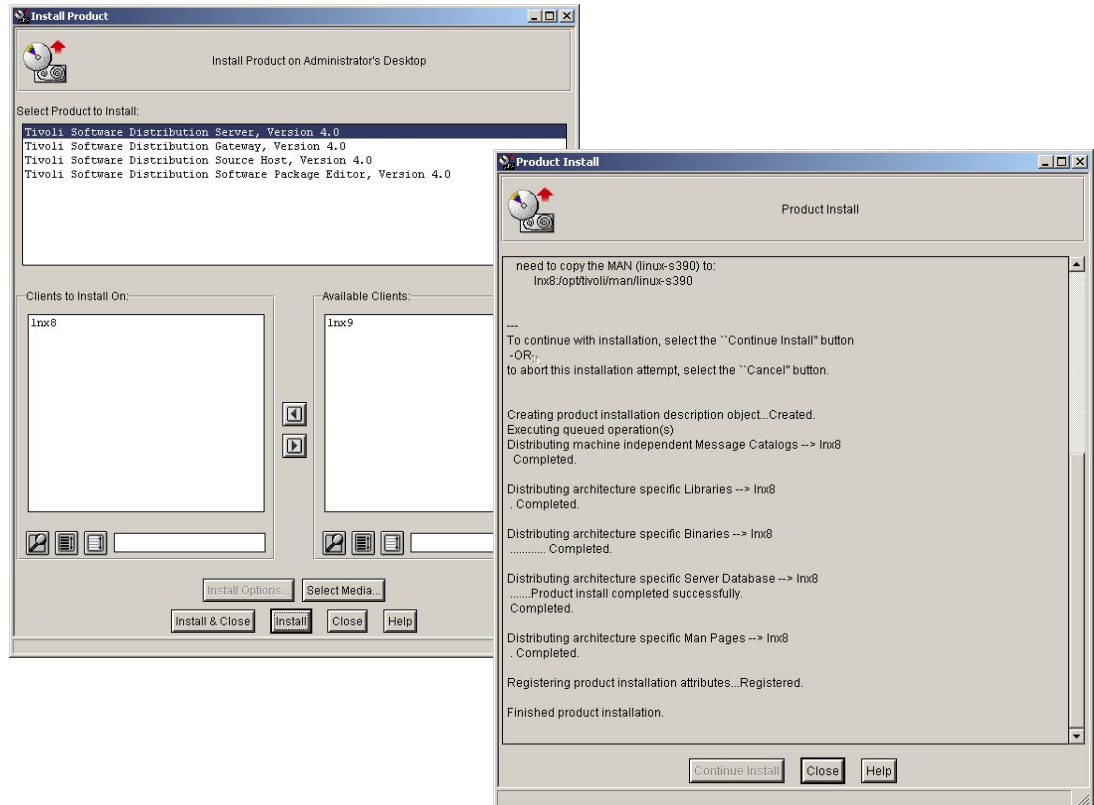 Install Product
Install Product on Administrator's Desktop
Select Product to Install:
Tivoli Software Distribution Server, Version 4.0
Tivoli Software Distribution Gateway, Version 4.0
Tivoli Software Distribution Source Host, Version 4.0
Tivoli Software Distribution Software Package Editor, Version 4.0
Clients to Install On:
Available Clients:
lnx8
lnx9
Install Options...
Select Media...
Install & Close
Install
Close
Help
Product Install
Product Install
need to copy the MAN (linux-s390) to:
lnx8:/opt/tivoli/man/linux-s390
---
To continue with installation, select the ``Continue Install'' button
-OR-
to abort this installation attempt, select the ``Cancel'' button.
Creating product installation description object...Created.
Executing queued operation(s)
Distributing machine independent Message Catalogs --> lnx8
Completed.
Distributing architecture specific Libraries --> lnx8
. Completed.
Distributing architecture specific Binaries --> lnx8
............ Completed.
Distributing architecture specific Server Database --> lnx8
.......Product install completed successfully.
Completed.
Distributing architecture specific Man Pages --> lnx8
. Completed.
Registering product installation attributes...Registered.
Finished product installation.
Continue Install
Close
Help